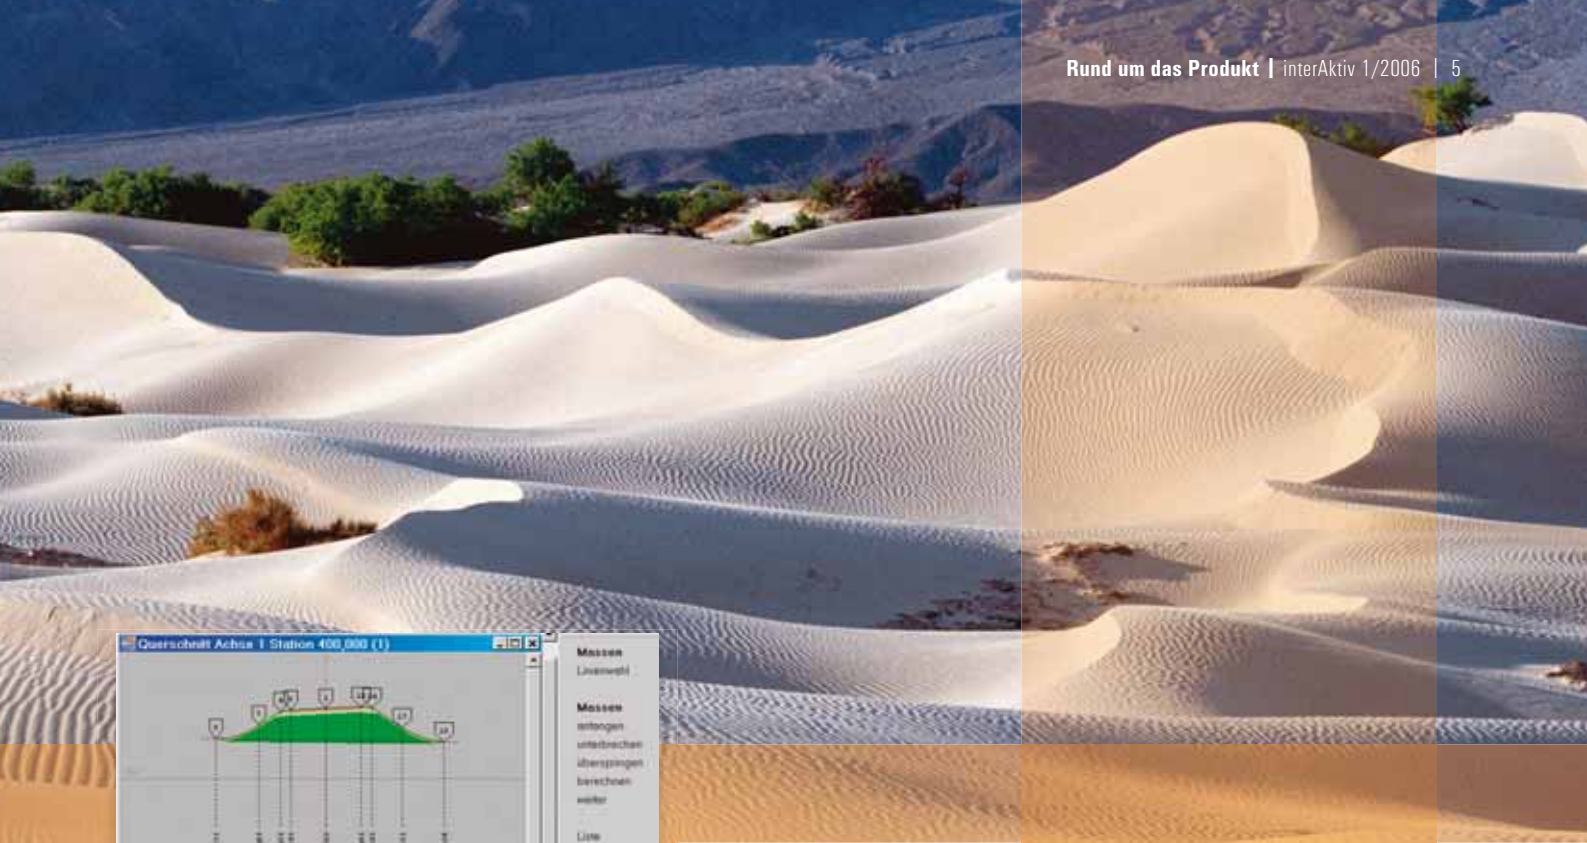 Rund um das Produkt | interAktiv 1/2006 | 5
Querschnitt Achse 1 Station 400,000 (1)
Massen
Linienwahl
Massen
anfangen
unterbrechen
überspringen
berechnen
weiter
Liste